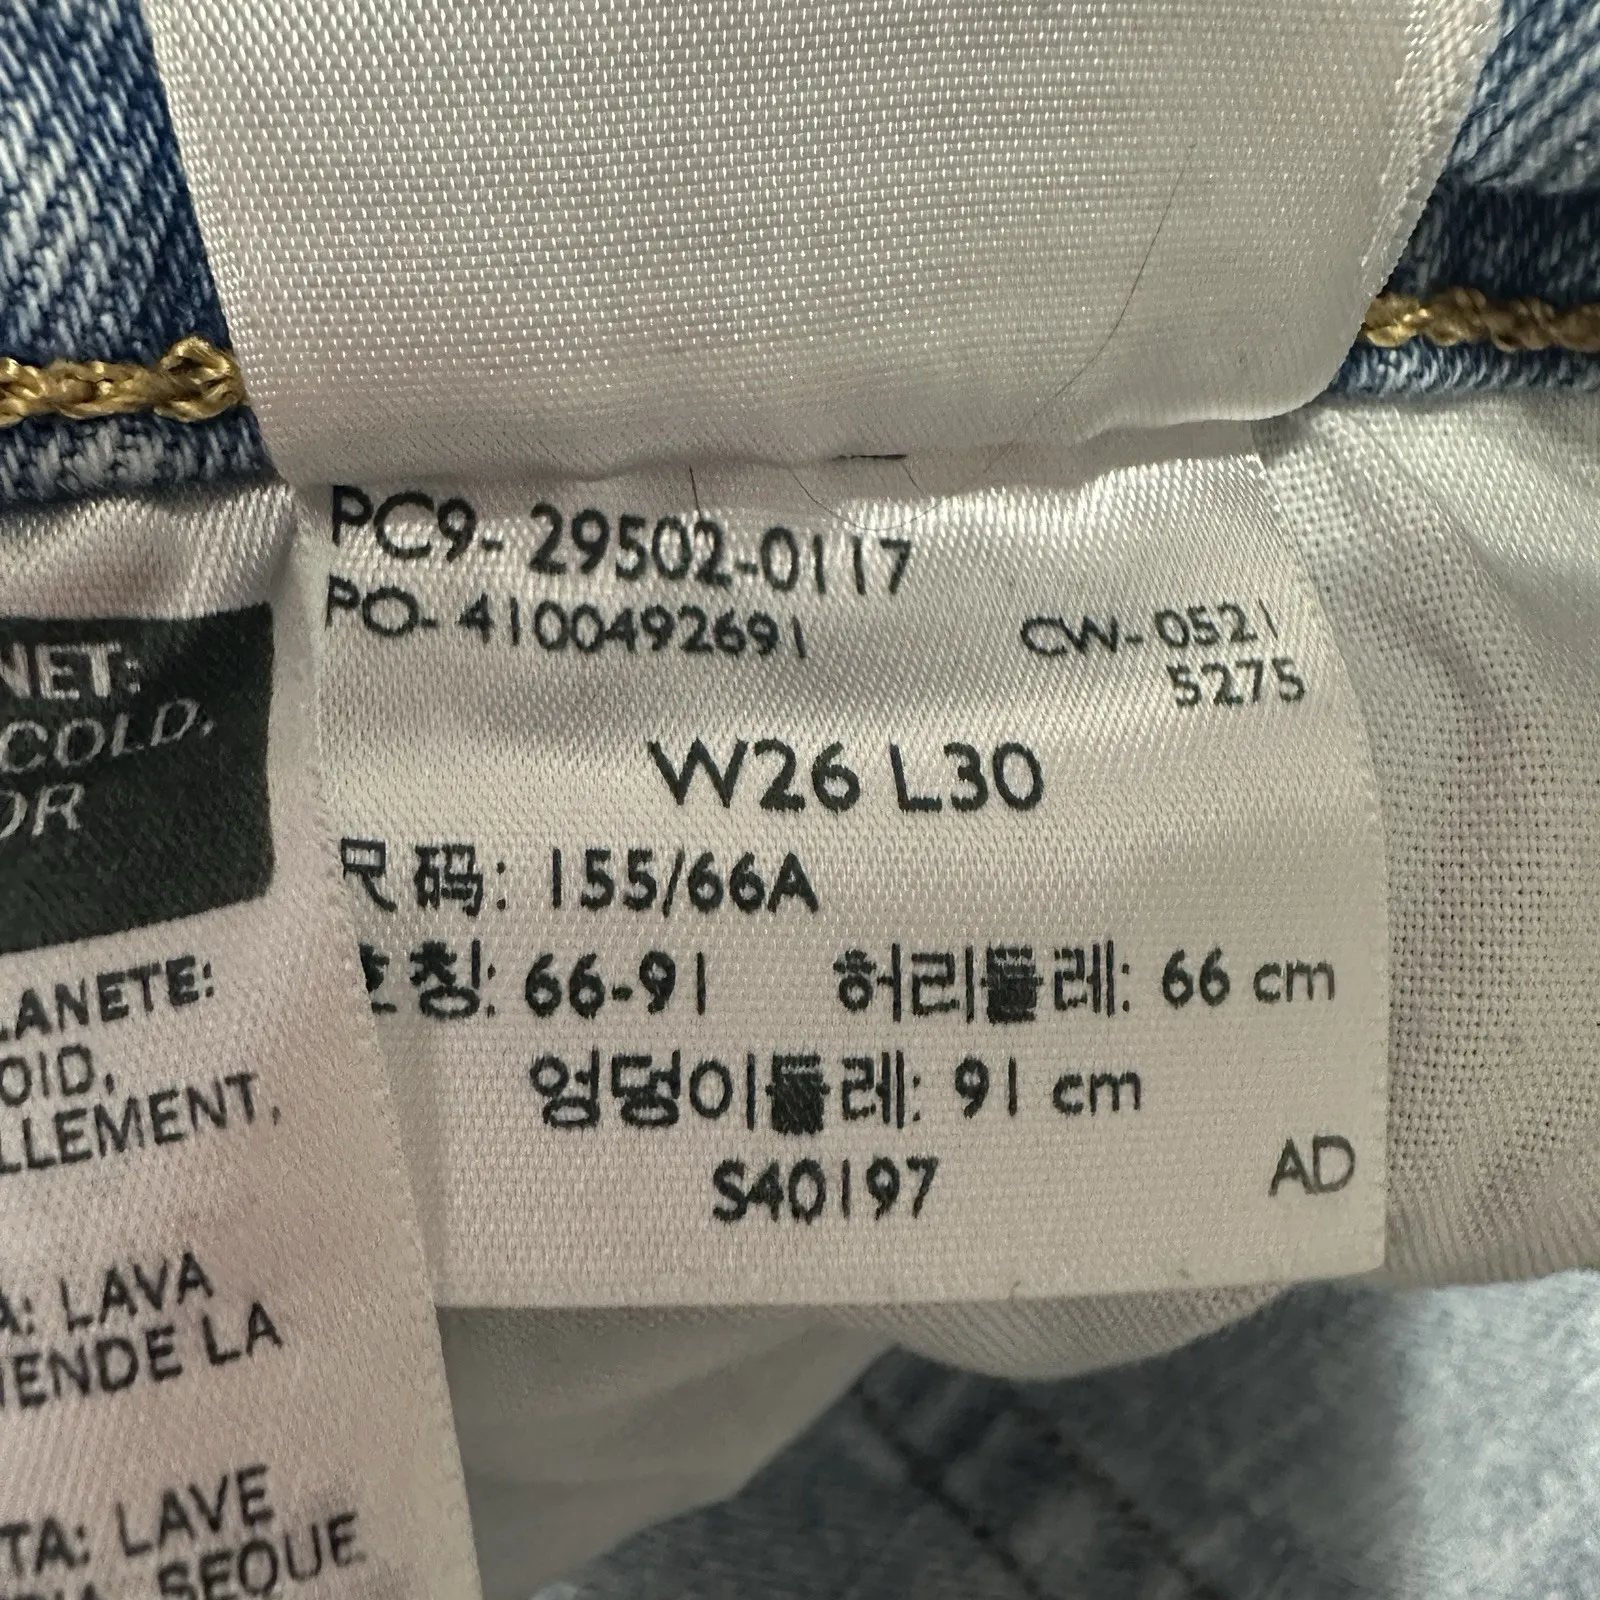 PC9- 29502-0117
PO- 4100492691
CW- 0521
5275
W26 L30
尺码: 155/66A
호칭: 66-91 허리둘레: 66 cm
엉덩이둘레: 91 cm
S40197
AD
NET:
COLD,
OR
LANETE:
OID,
LLEMENT,
A: LAVA
IENDE LA
TA: LAVE
SEQUE